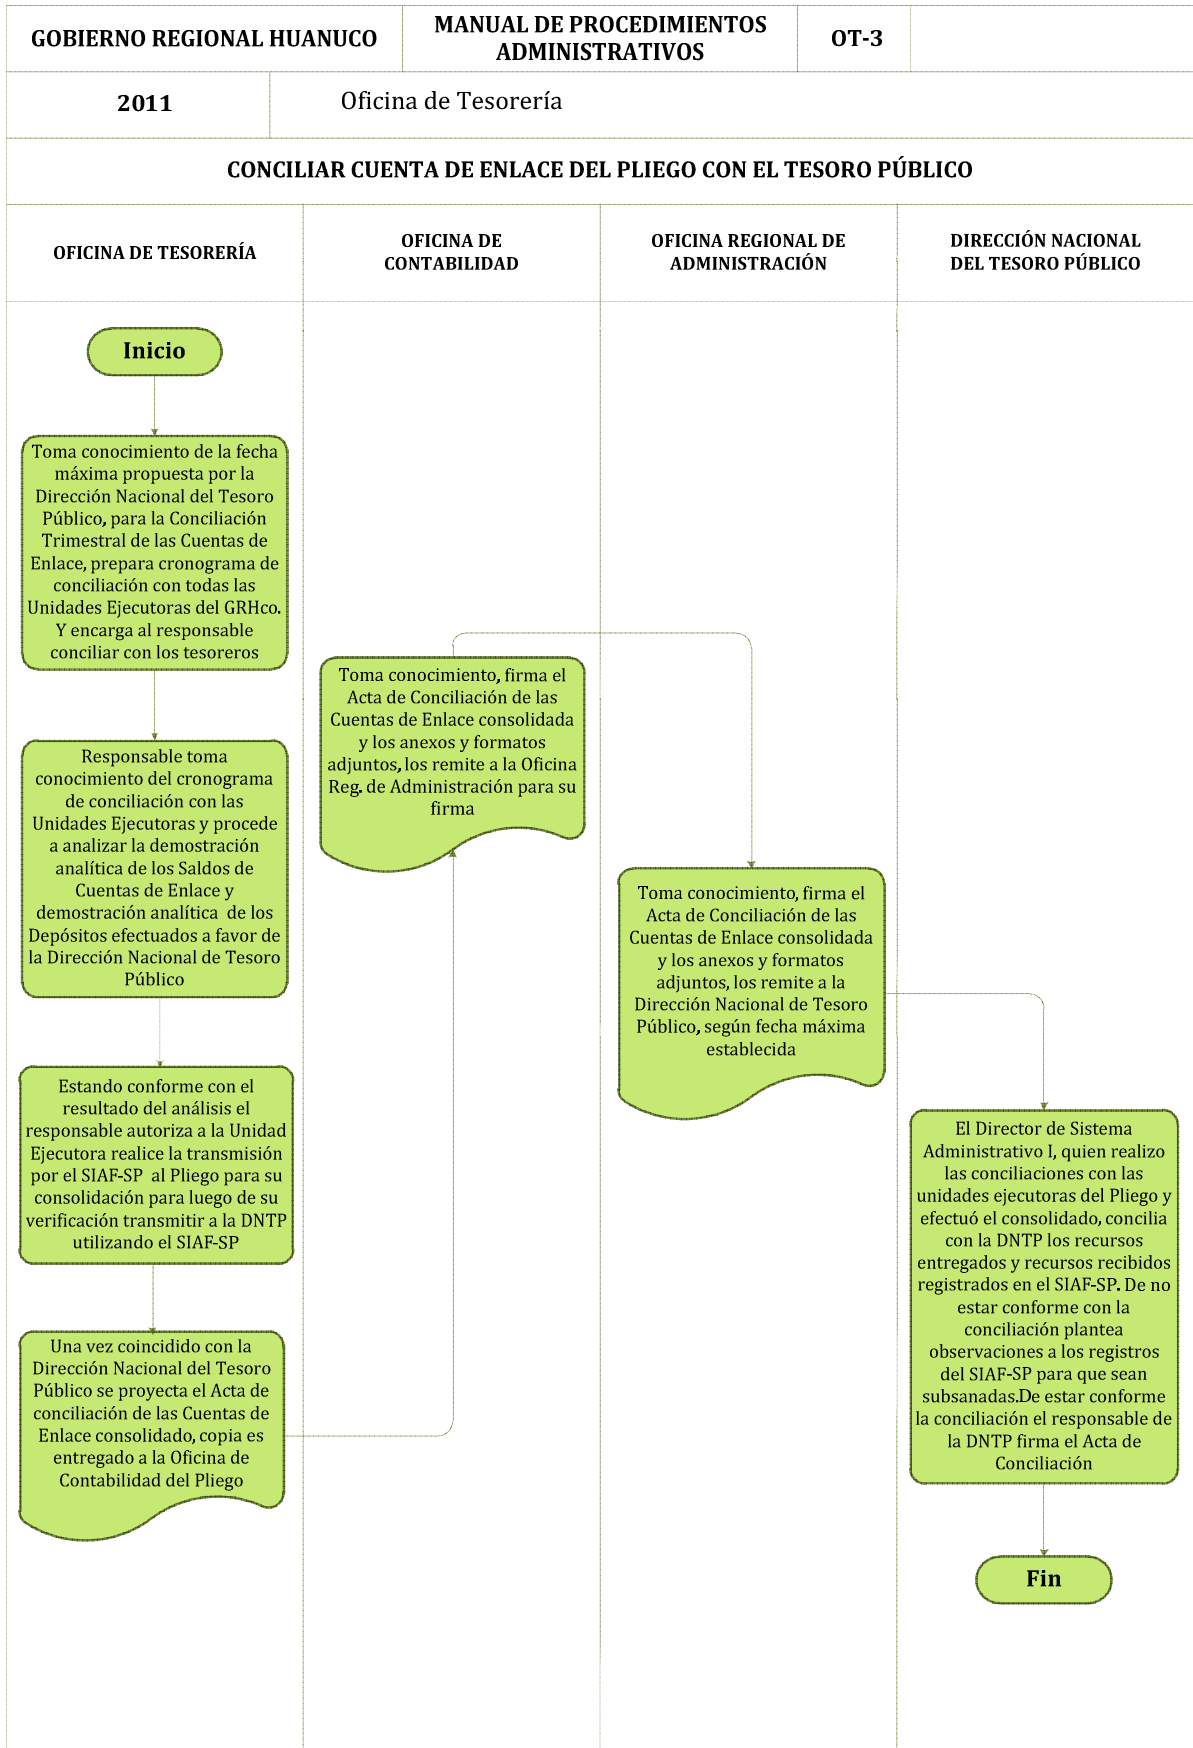 GOBIERNO REGIONAL HUANUCO
MANUAL DE PROCEDIMIENTOS
ADMINISTRATIVOS
OT-3
2011
Oficina de Tesorería
CONCILIAR CUENTA DE ENLACE DEL PLIEGO CON EL TESORO PÚBLICO
OFICINA DE TESORERÍA
OFICINA DE
CONTABILIDAD
OFICINA REGIONAL DE
ADMINISTRACIÓN
DIRECCIÓN NACIONAL
DEL TESORO PÚBLICO
Inicio
Toma conocimiento de la fecha
máxima propuesta por la
Dirección Nacional del Tesoro
Público, para la Conciliación
Trimestral de las Cuentas de
Enlace, prepara cronograma de
conciliación con todas las
Unidades Ejecutoras del GRHco.
Y encarga al responsable
conciliar con los tesoreros
Responsable toma
conocimiento del cronograma
de conciliación con las
Unidades Ejecutoras y procede
a analizar la demostración
analítica de los Saldos de
Cuentas de Enlace y
demostración analítica  de los
Depósitos efectuados a favor de
la Dirección Nacional de Tesoro
Público
Estando conforme con el
resultado del análisis el
responsable autoriza a la Unidad
Ejecutora realice la transmisión
por el SIAF-SP  al Pliego para su
consolidación para luego de su
verificación transmitir a la DNTP
utilizando el SIAF-SP
Una vez coincidido con la
Dirección Nacional del Tesoro
Público se proyecta el Acta de
conciliación de las Cuentas de
Enlace consolidado, copia es
entregado a la Oficina de
Contabilidad del Pliego
Toma conocimiento, firma el
Acta de Conciliación de las
Cuentas de Enlace consolidada
y los anexos y formatos
adjuntos, los remite a la Oficina
Reg. de Administración para su
firma
Toma conocimiento, firma el
Acta de Conciliación de las
Cuentas de Enlace consolidada
y los anexos y formatos
adjuntos, los remite a la
Dirección Nacional de Tesoro
Público, según fecha máxima
establecida
El Director de Sistema
Administrativo I, quien realizo
las conciliaciones con las
unidades ejecutoras del Pliego y
efectuó el consolidado, concilia
con la DNTP los recursos
entregados y recursos recibidos
registrados en el SIAF-SP. De no
estar conforme con la
conciliación plantea
observaciones a los registros
del SIAF-SP para que sean
subsanadas.De estar conforme
la conciliación el responsable de
la DNTP firma el Acta de
Conciliación
Fin